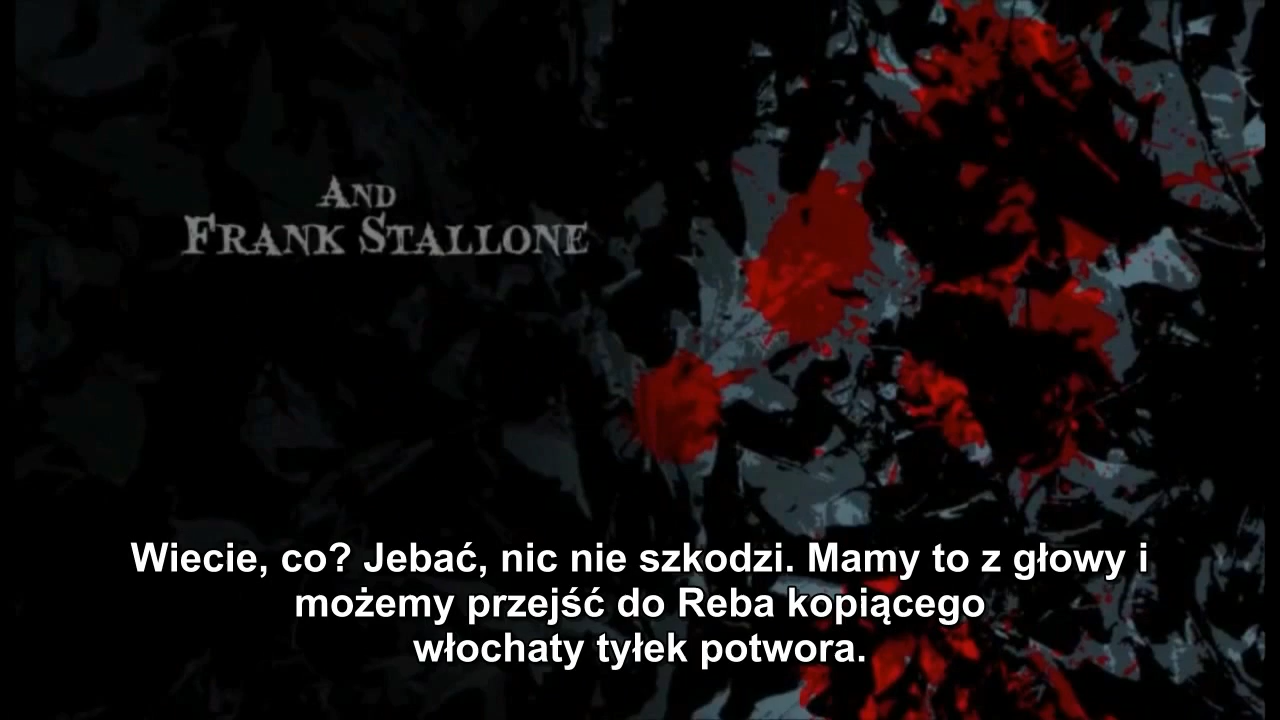 And
Frank Stallone
Wiecie, co? Jebać, nic nie szkodzi. Mamy to z głowy i
możemy przejść do Reba kopiącego
włochaty tyłek potwora.